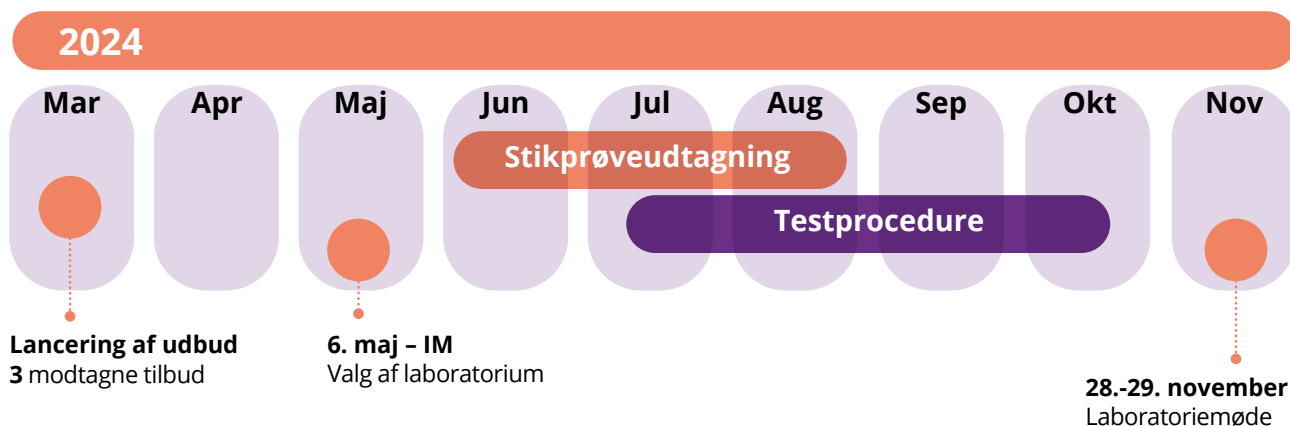 2024
Mar Apr Maj Jun Jul Aug Sep Okt Nov
Stikprøveudtagning
Testprocedure
Lancering af udbud
3 modtagne tilbud
6. maj – IM
Valg af laboratorium
28.-29. november
Laboratoriemøde